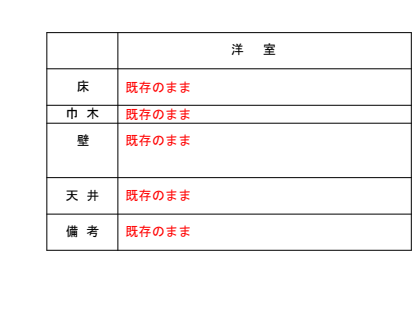 洋 室
床 既存のまま
巾 木 既存のまま
壁 既存のまま
天 井 既存のまま
備 考 既存のまま